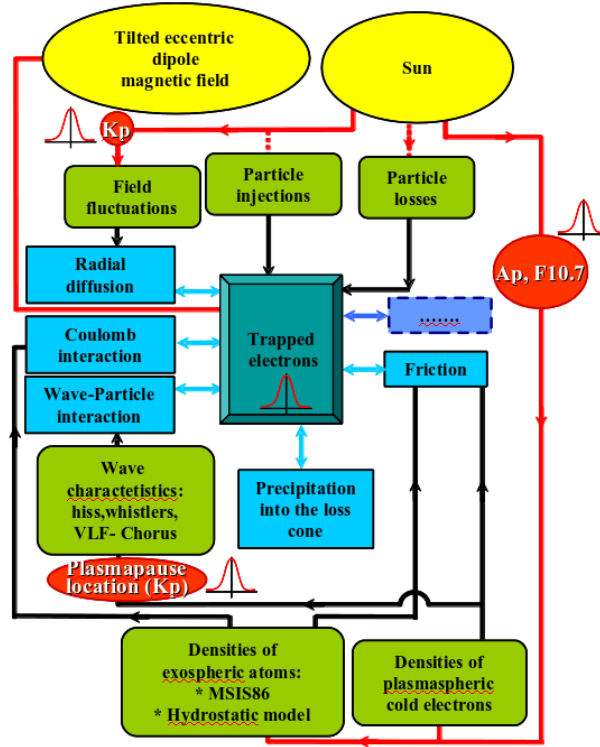 Tilted eccentric
dipole
magnetic field
Sun
Kp
Field
fluctuations
Particle
injections
Particle
losses
Ap, F10.7
Radial
diffusion
Trapped
electrons
.......
Coulomb
interaction
Wave-Particle
interaction
Friction
Wave
charactetistics:
hiss,whistlers,
VLF- Chorus
Precipitation
into the loss
cone
Plasmapause
location (Kp)
Densities of
exospheric atoms:
* MSIS86
* Hydrostatic model
Densities of
plasmaspheric
cold electrons